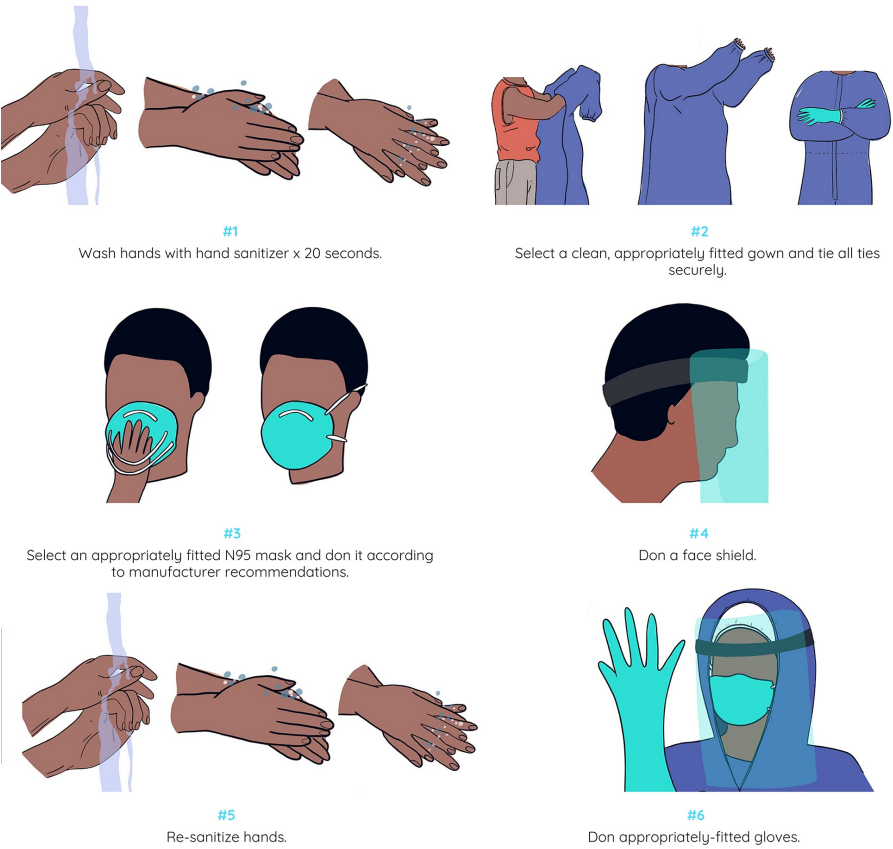 #1
Wash hands with hand sanitizer x 20 seconds.
#2
Select a clean, appropriately fitted gown and tie all ties
securely.
#3
Select an appropriately fitted N95 mask and don it according
to manufacturer recommendations.
#4
Don a face shield.
#5
Re-sanitize hands.
#6
Don appropriately-fitted gloves.